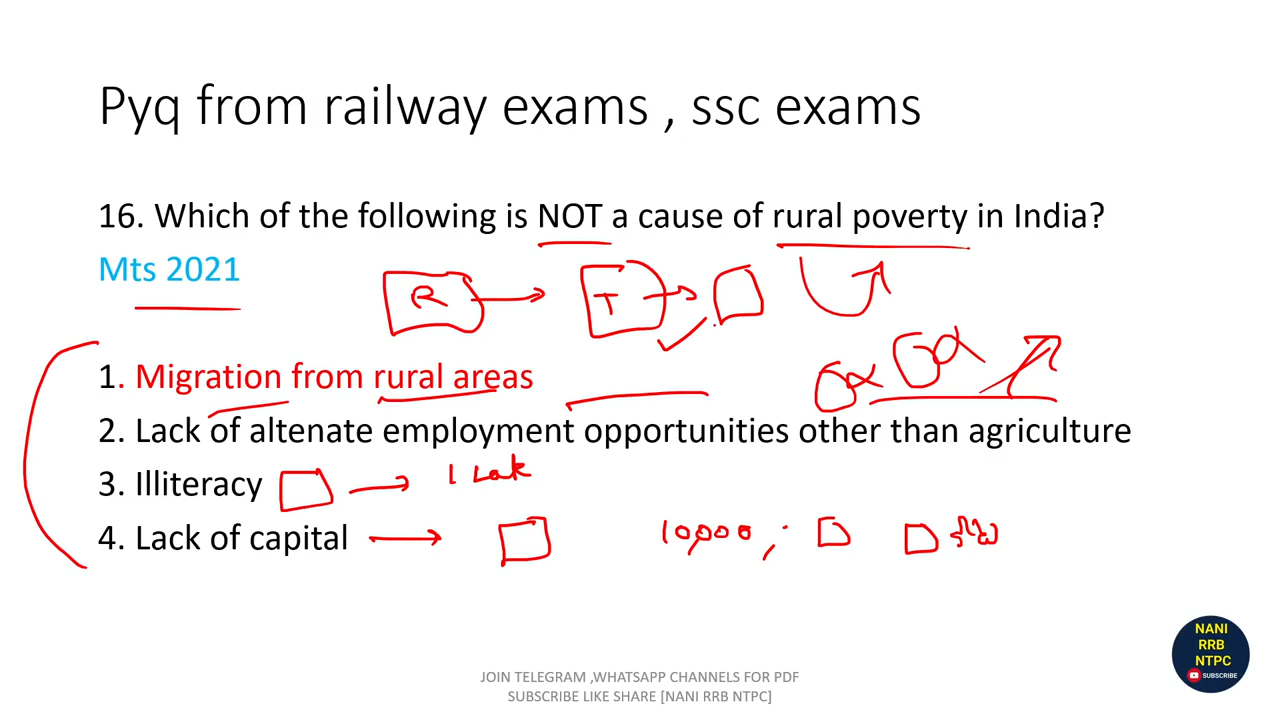 Pyq from railway exams , ssc exams
16. Which of the following is NOT a cause of rural poverty in India?
Mts 2021
R T
1. Migration from rural areas
2. Lack of altenate employment opportunities other than agriculture
3. Illiteracy 1 Lak
4. Lack of capital 10,000,
NANI
RRB
NTPC
SUBSCRIBE
JOIN TELEGRAM ,WHATSAPP CHANNELS FOR PDF
SUBSCRIBE LIKE SHARE [NANI RRB NTPC]